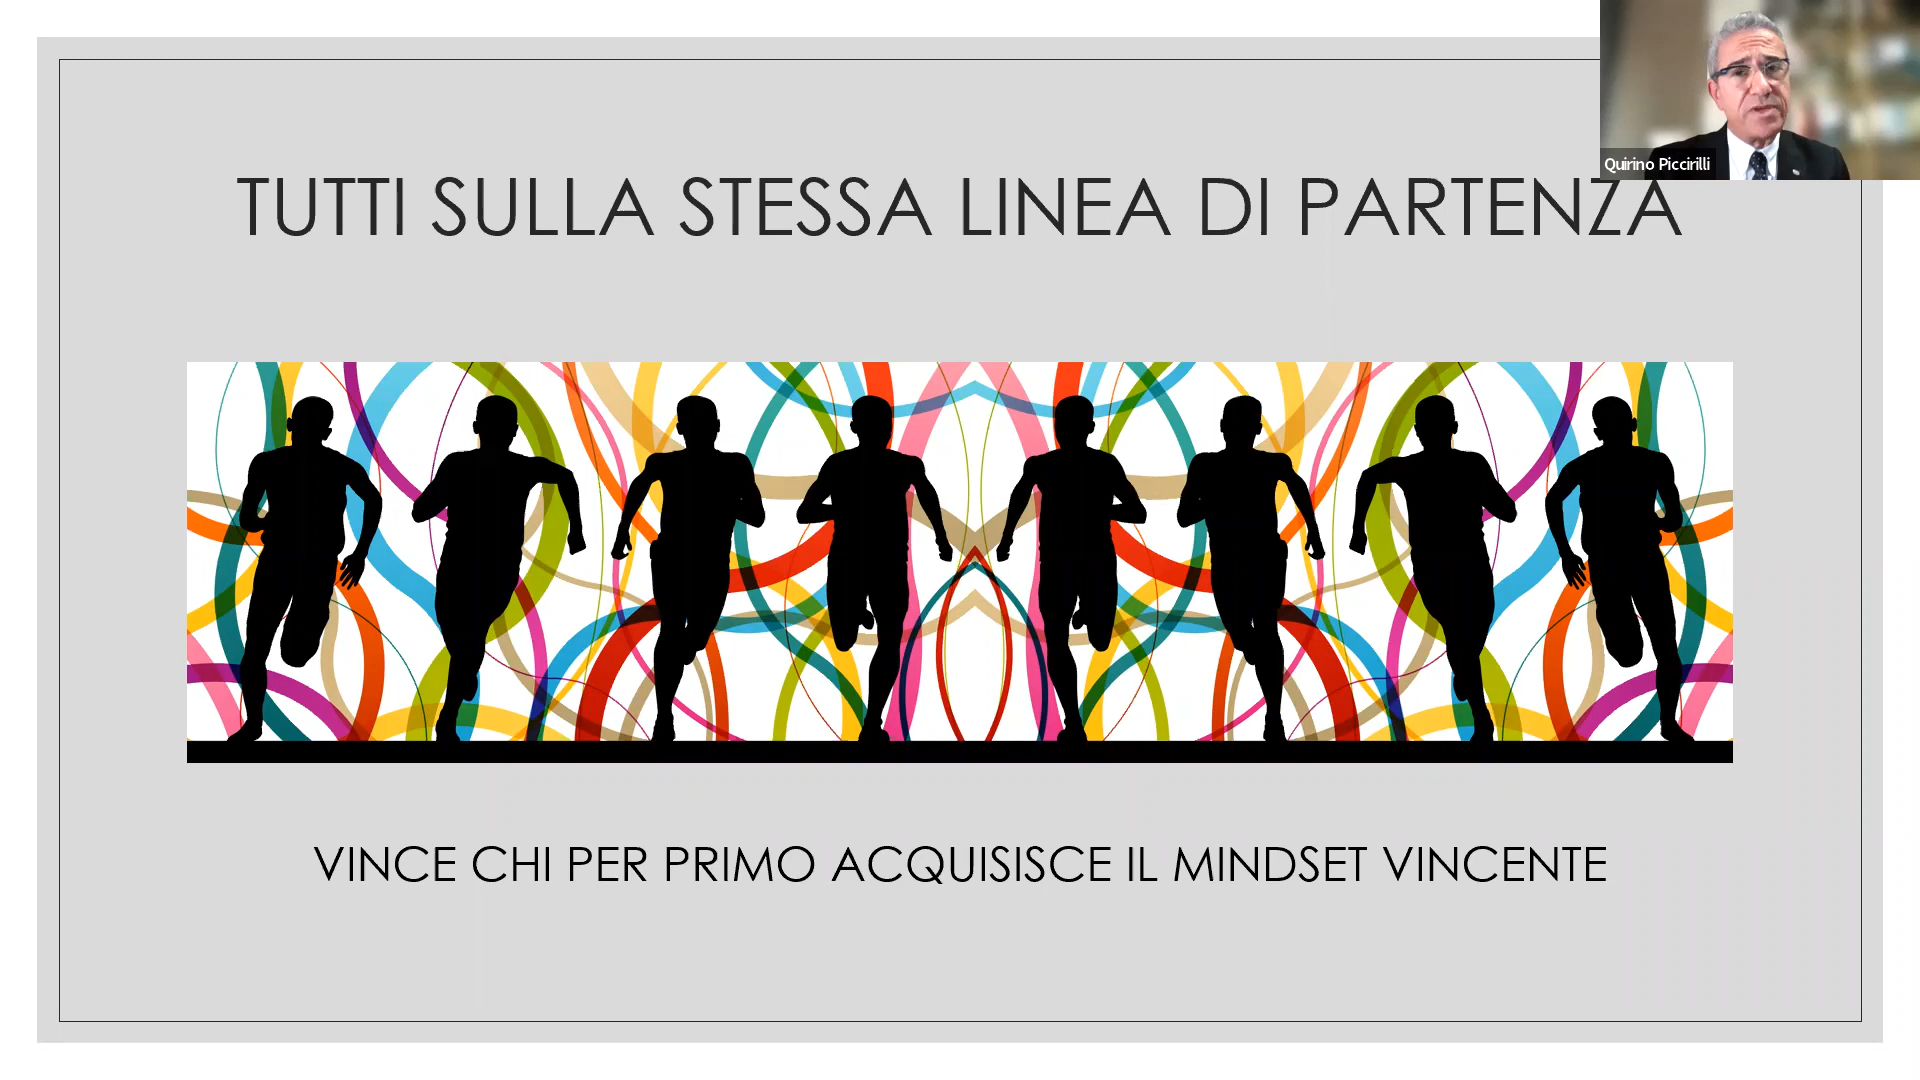 Quirino Piccirilli
TUTTI SULLA STESSA LINEA DI PARTENZA
VINCE CHI PER PRIMO ACQUISISCE IL MINDSET VINCENTE